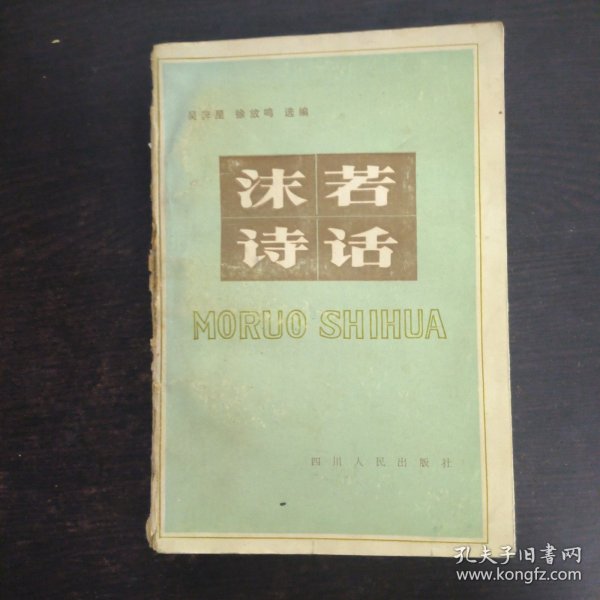 吴奔星 徐放鸣 选编
沫若
诗话
MORUO SHIHUA
四川人民出版社
孔夫子旧书网
www.kongfz.com